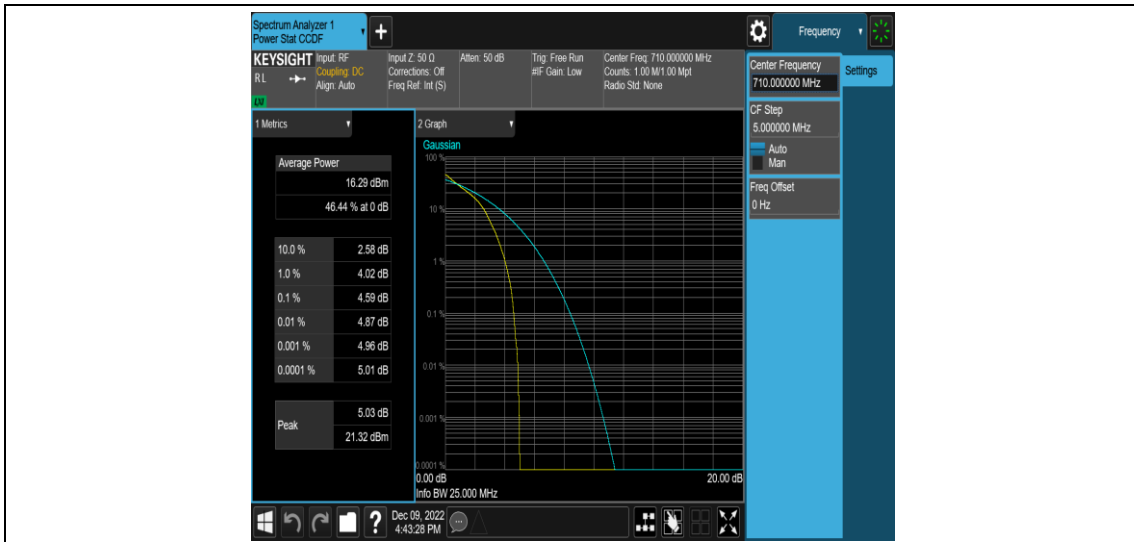 Spectrum Analyzer 1
Power Stat CCDF
Frequency
KEYSIGHT
RL
Input: RF
Coupling: DC
Align: Auto
Input Z: 50 Ω
Corrections: Off
Freq Ref: Int (S)
Atten: 50 dB
Trig: Free Run
#IF Gain: Low
Center Freq: 710.000000 MHz
Counts: 1.00 M/1.00 Mpt
Radio Std: None
Center Frequency
710.000000 MHz
Settings
CF Step
5.000000 MHz
Auto
Man
Freq Offset
0 Hz
1 Metrics
Average Power
16.29 dBm
46.44 % at 0 dB
10.0 % 2.58 dB
1.0 % 4.02 dB
0.1 % 4.59 dB
0.01 % 4.87 dB
0.001 % 4.96 dB
0.0001 % 5.01 dB
Peak
5.03 dB
21.32 dBm
2 Graph
Gaussian
100 %
10 %
1 %
0.1 %
0.01 %
0.001 %
0.0001 %
0.00 dB 20.00 dB
Info BW 25.000 MHz
Dec 09, 2022
4:43:28 PM